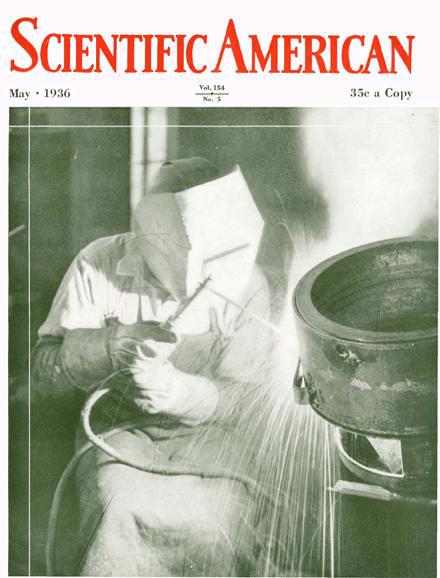 SCIENTIFIC AMERICAN
May • 1936
Vol. 154
No. 5
35c a Copy